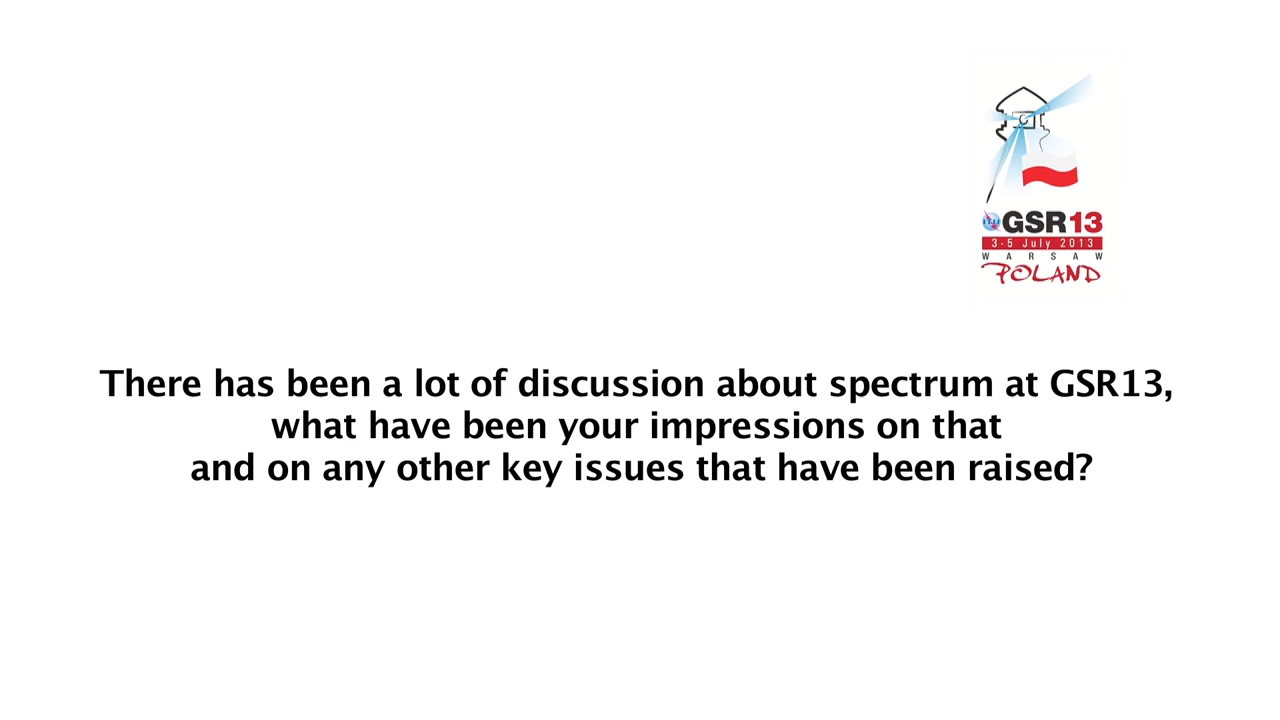 ITU GSR13
3-5 July 2013
WARSAW
POLAND
There has been a lot of discussion about spectrum at GSR13,
what have been your impressions on that
and on any other key issues that have been raised?